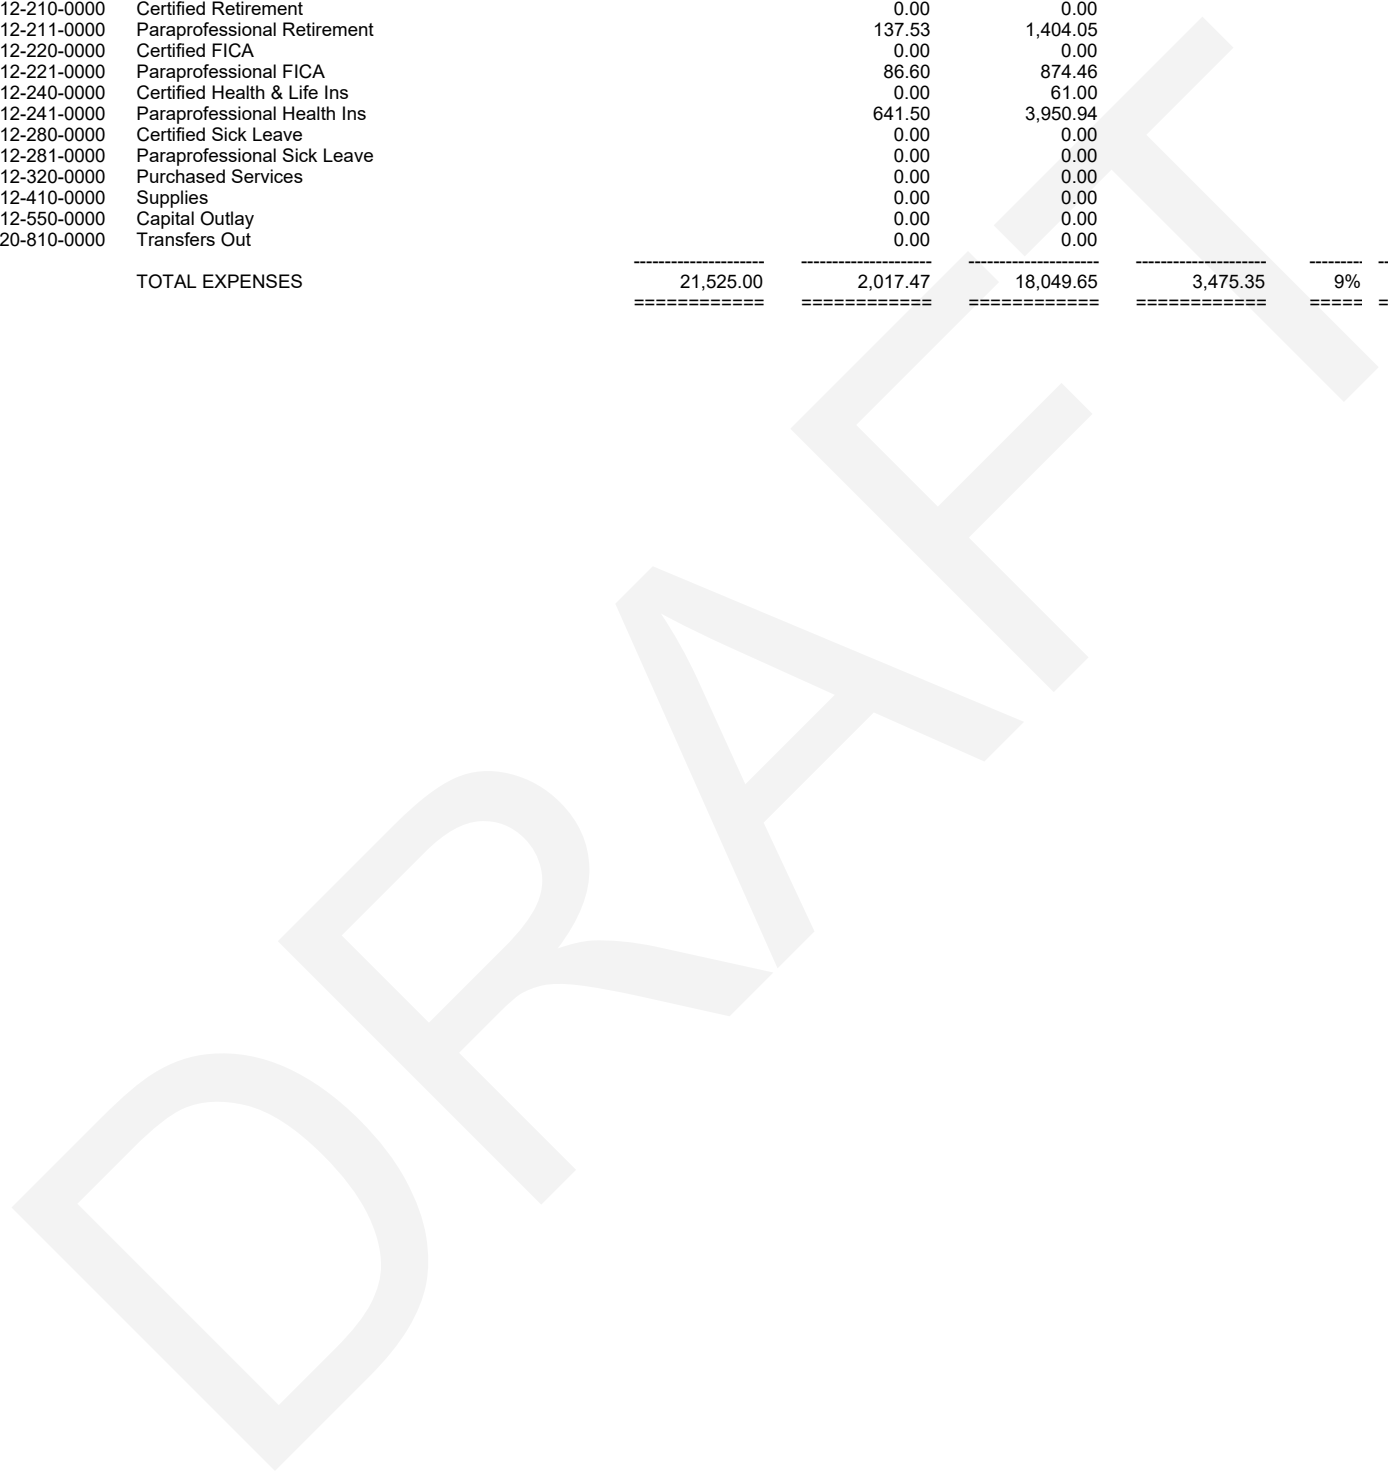 12-210-0000 Certified Retirement 0.00 0.00
12-211-0000 Paraprofessional Retirement 137.53 1,404.05
12-220-0000 Certified FICA 0.00 0.00
12-221-0000 Paraprofessional FICA 86.60 874.46
12-240-0000 Certified Health & Life Ins 0.00 61.00
12-241-0000 Paraprofessional Health Ins 641.50 3,950.94
12-280-0000 Certified Sick Leave 0.00 0.00
12-281-0000 Paraprofessional Sick Leave 0.00 0.00
12-320-0000 Purchased Services 0.00 0.00
12-410-0000 Supplies 0.00 0.00
12-550-0000 Capital Outlay 0.00 0.00
20-810-0000 Transfers Out 0.00 0.00
TOTAL EXPENSES 21,525.00 2,017.47 18,049.65 3,475.35 9%
DRAFT